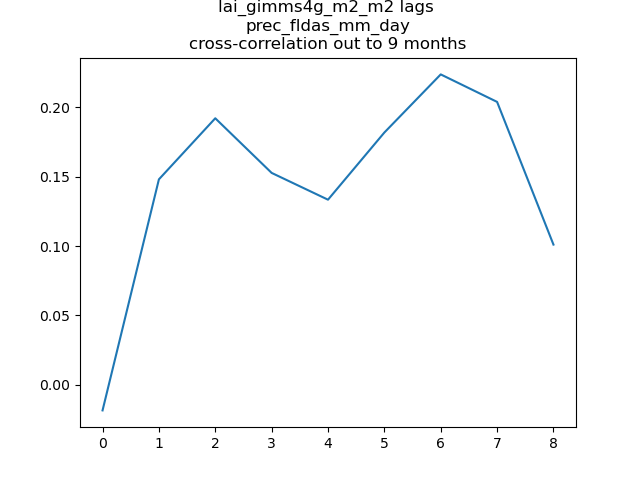 lai_gimms4g_m2_m2 lags
prec_fldas_mm_day
cross-correlation out to 9 months
0.20
0.15
0.10
0.05
0.00
0 1 2 3 4 5 6 7 8